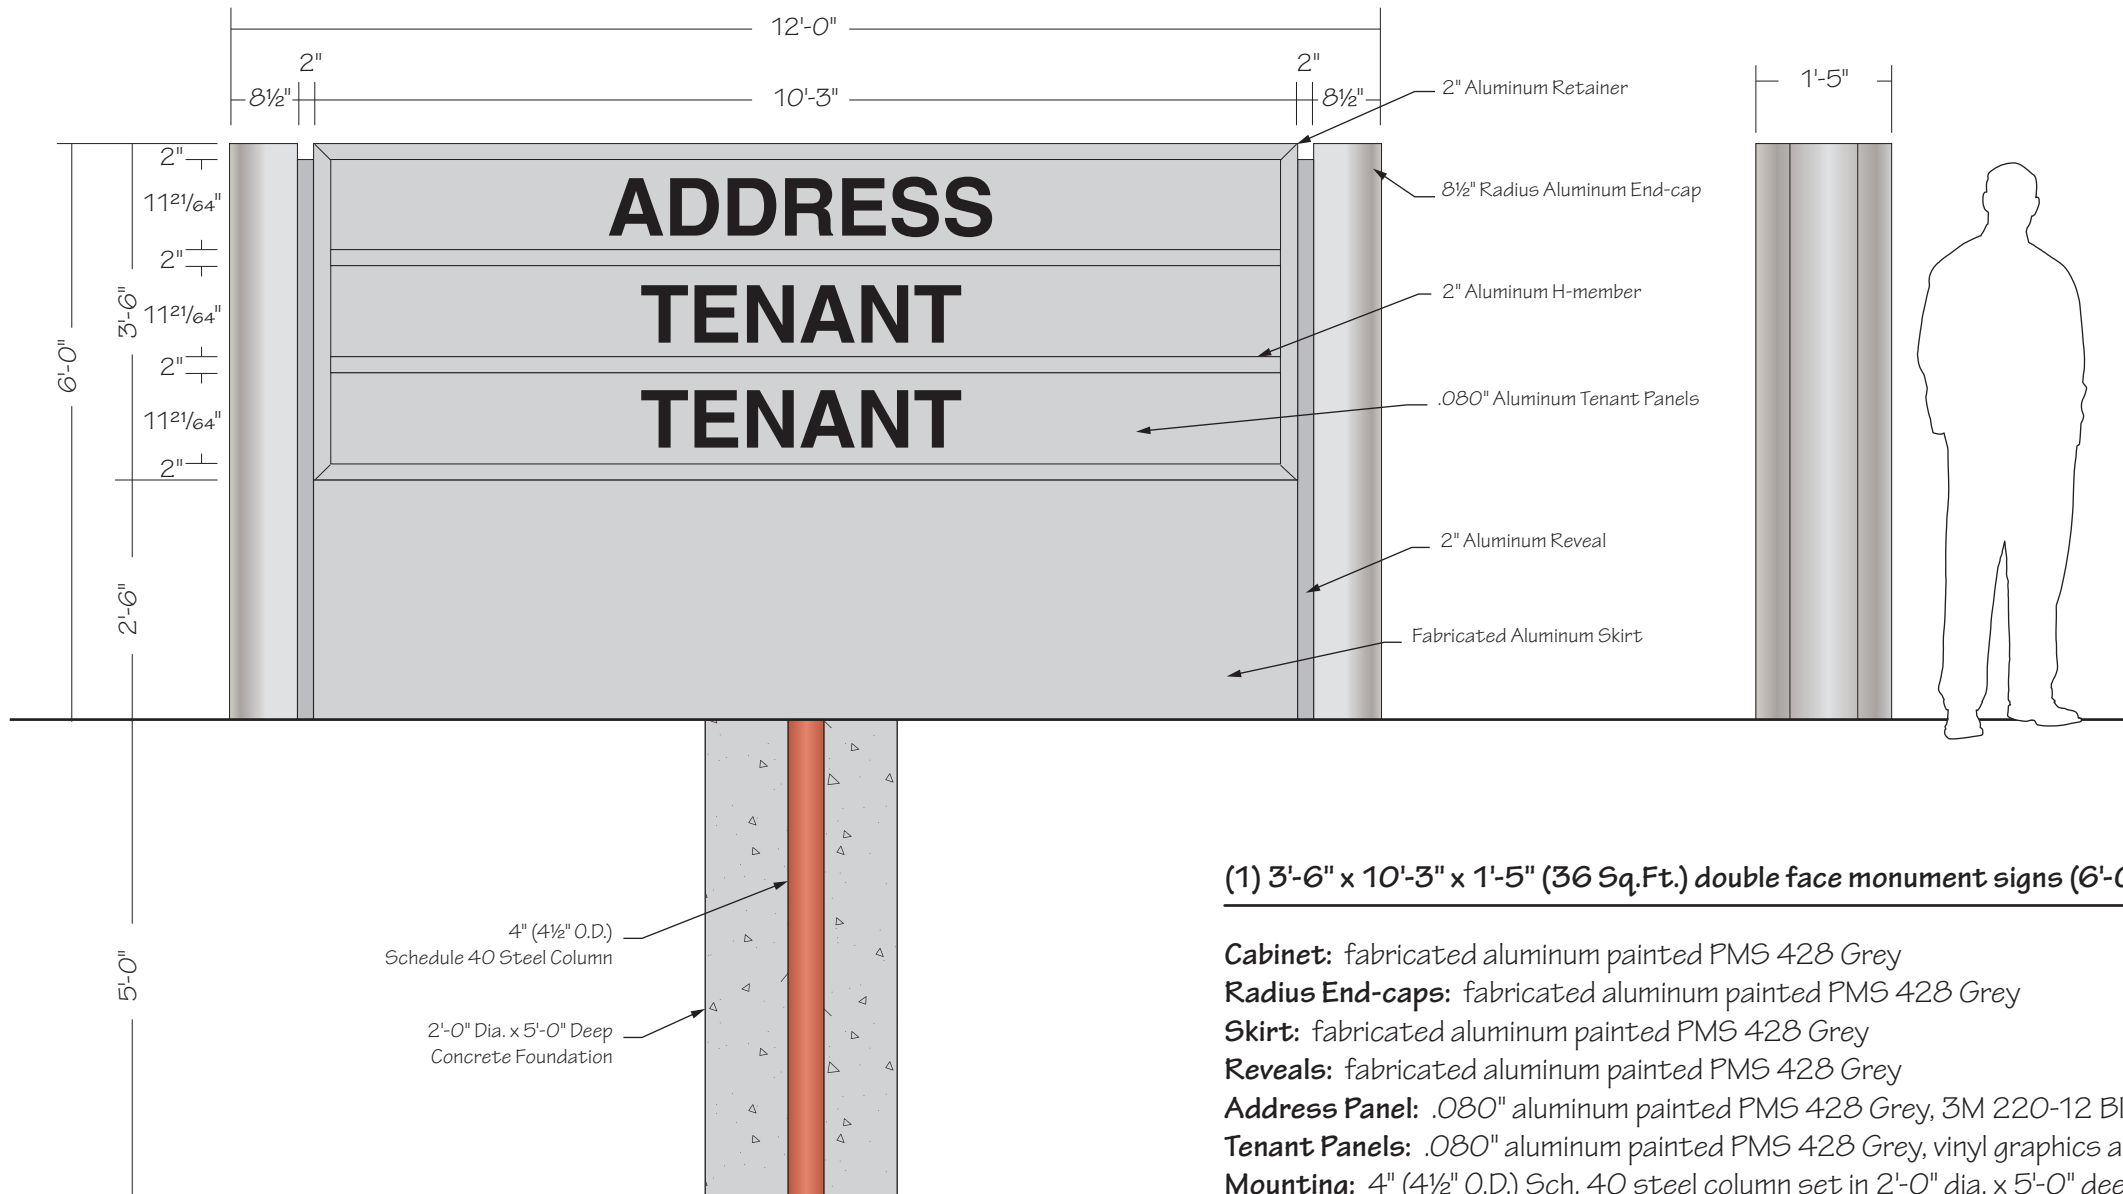 12'-0"
2"
2"
8½"
10'-3"
8½"
1'-5"
2" Aluminum Retainer
2"
11²¹/₆₄"
2"
11²¹/₆₄"
2"
11²¹/₆₄"
2"
3'-6"
6'-0"
2'-6"
5'-0"
ADDRESS
TENANT
TENANT
8½" Radius Aluminum End-cap
2" Aluminum H-member
.080" Aluminum Tenant Panels
2" Aluminum Reveal
Fabricated Aluminum Skirt
4" (4½" O.D.)
Schedule 40 Steel Column
2'-0" Dia. x 5'-0" Deep
Concrete Foundation
(1) 3'-6" x 10'-3" x 1'-5" (36 Sq.Ft.) double face monument signs (6'-
Cabinet: fabricated aluminum painted PMS 428 Grey
Radius End-caps: fabricated aluminum painted PMS 428 Grey
Skirt: fabricated aluminum painted PMS 428 Grey
Reveals: fabricated aluminum painted PMS 428 Grey
Address Panel: .080" aluminum painted PMS 428 Grey, 3M 220-12
Tenant Panels: .080" aluminum painted PMS 428 Grey, vinyl graphics
Mounting: 4" (4½" O.D.) Sch. 40 steel column set in 2'-0" dia. x 5'-0"